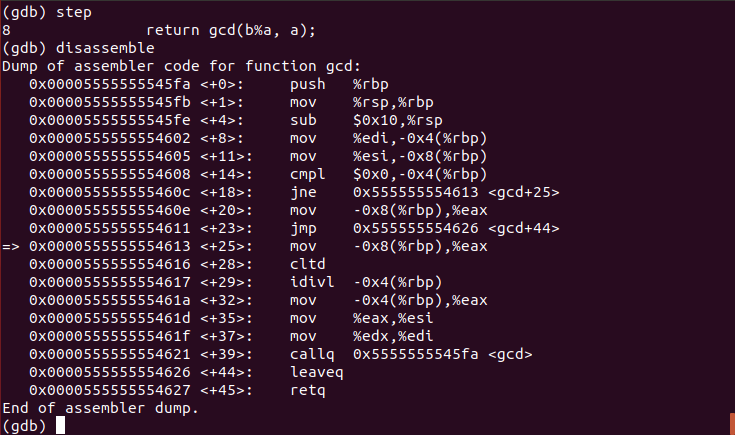 (gdb) step
8               return gcd(b%a, a);
(gdb) disassemble
Dump of assembler code for function gcd:
   0x00005555555545fa <+0>:     push   %rbp
   0x00005555555545fb <+1>:     mov    %rsp,%rbp
   0x00005555555545fe <+4>:     sub    $0x10,%rsp
   0x0000555555554602 <+8>:     mov    %edi,-0x4(%rbp)
   0x0000555555554605 <+11>:    mov    %esi,-0x8(%rbp)
   0x0000555555554608 <+14>:    cmpl   $0x0,-0x4(%rbp)
   0x000055555555460c <+18>:    jne    0x555555554613 <gcd+25>
   0x000055555555460e <+20>:    mov    -0x8(%rbp),%eax
   0x0000555555554611 <+23>:    jmp    0x555555554626 <gcd+44>
=> 0x0000555555554613 <+25>:    mov    -0x8(%rbp),%eax
   0x0000555555554616 <+28>:    cltd
   0x0000555555554617 <+29>:    idivl  -0x4(%rbp)
   0x000055555555461a <+32>:    mov    -0x4(%rbp),%eax
   0x000055555555461d <+35>:    mov    %eax,%esi
   0x000055555555461f <+37>:    mov    %edx,%edi
   0x0000555555554621 <+39>:    callq  0x5555555545fa <gcd>
   0x0000555555554626 <+44>:    leaveq
   0x0000555555554627 <+45>:    retq
End of assembler dump.
(gdb)